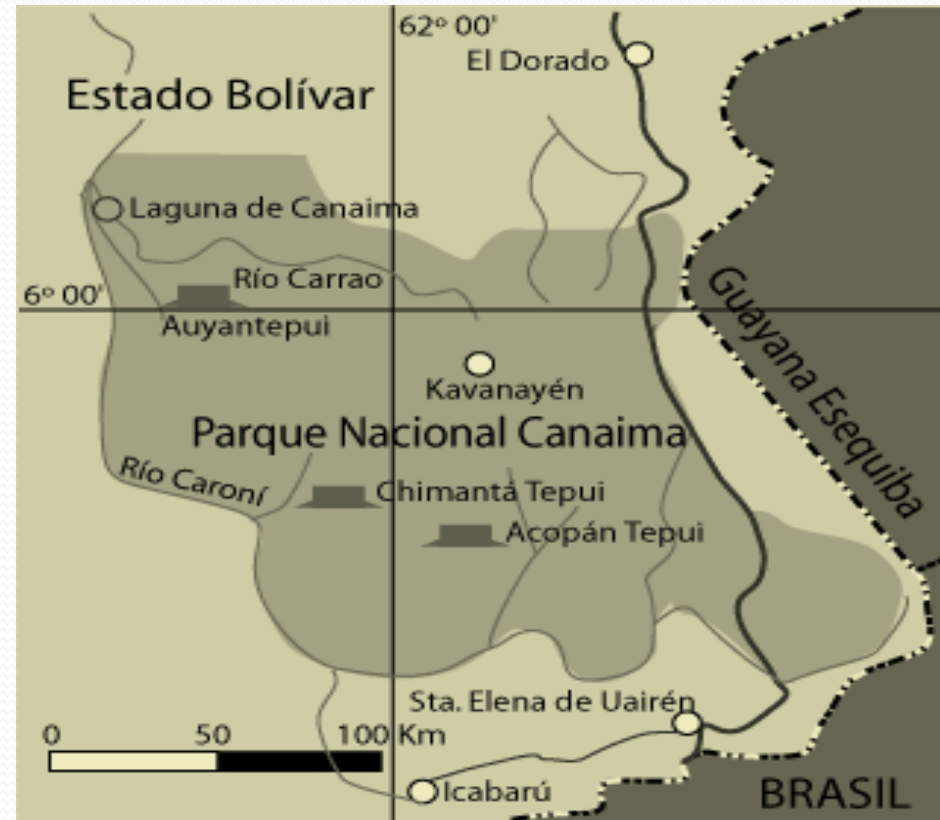 62º 00'
El Dorado
Estado Bolívar
Laguna de Canaima
Río Carrao
6º 00'
Auyantepui
Guayana Esequiba
Kavanayén
Parque Nacional Canaima
Río Caroní
Chimantá Tepui
Acopán Tepui
Sta. Elena de Uairén
0 50 100 Km
Icabarú
BRASIL